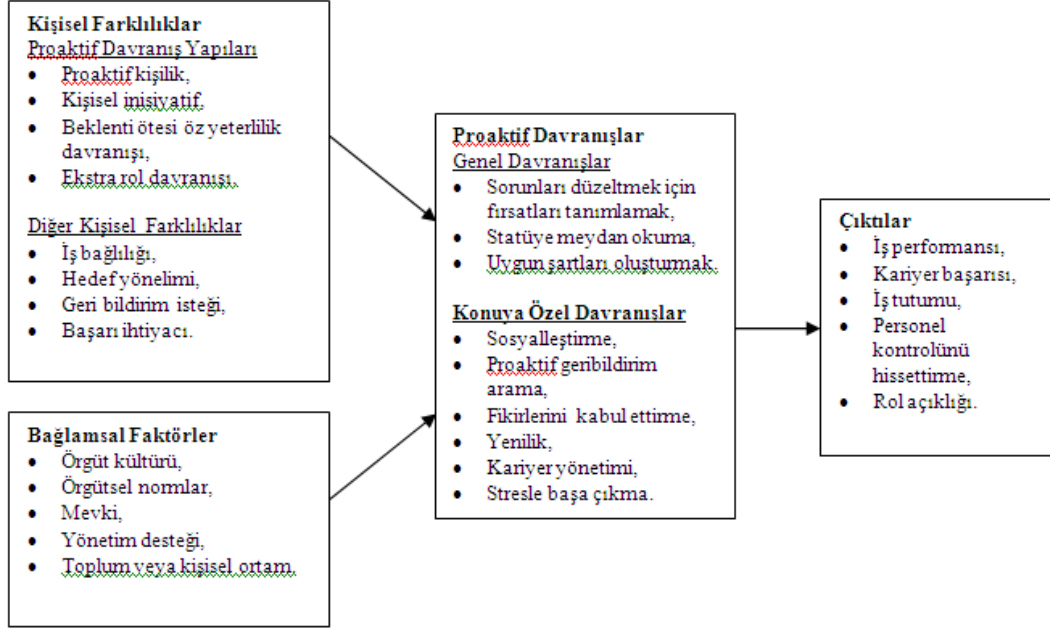 Kişisel Farklılıklar
Proaktif Davranış Yapıları
• Proaktif kişilik,
• Kişisel inisiyatif,
• Beklenti ötesi öz yeterlilik
davranışı,
• Ekstra rol davranışı.
Diğer Kişisel Farklılıklar
• İş bağlılığı,
• Hedef yönelimi,
• Geri bildirim isteği,
• Başarı ihtiyacı.
Bağlamsal Faktörler
• Örgüt kültürü,
• Örgütsel normlar,
• Mevki,
• Yönetim desteği,
• Toplum veya kişisel ortam.
Proaktif Davranışlar
Genel Davranışlar
• Sorunları düzeltmek için
fırsatları tanımlamak,
• Statüye meydan okuma,
• Uygun şartları oluşturmak.
Konuya Özel Davranışlar
• Sosyalleştirme,
• Proaktif geribildirim
arama,
• Fikirlerini kabul ettirme,
• Yenilik,
• Kariyer yönetimi,
• Stresle başa çıkma.
Çıktılar
• İş performansı,
• Kariyer başarısı,
• İş tutumu,
• Personel
kontrolünü
hissettirme,
• Rol açıklığı.